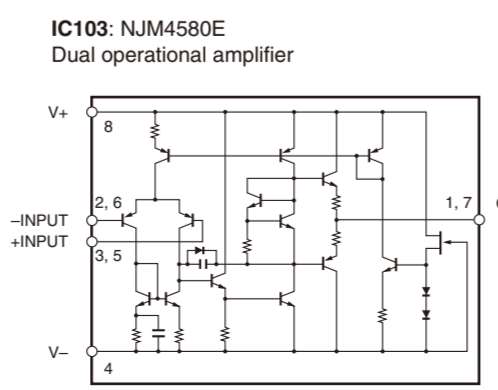 IC103: NJM4580E
Dual operational amplifier
V+
8
2, 6
–INPUT
+INPUT
3, 5
1, 7
V–
4